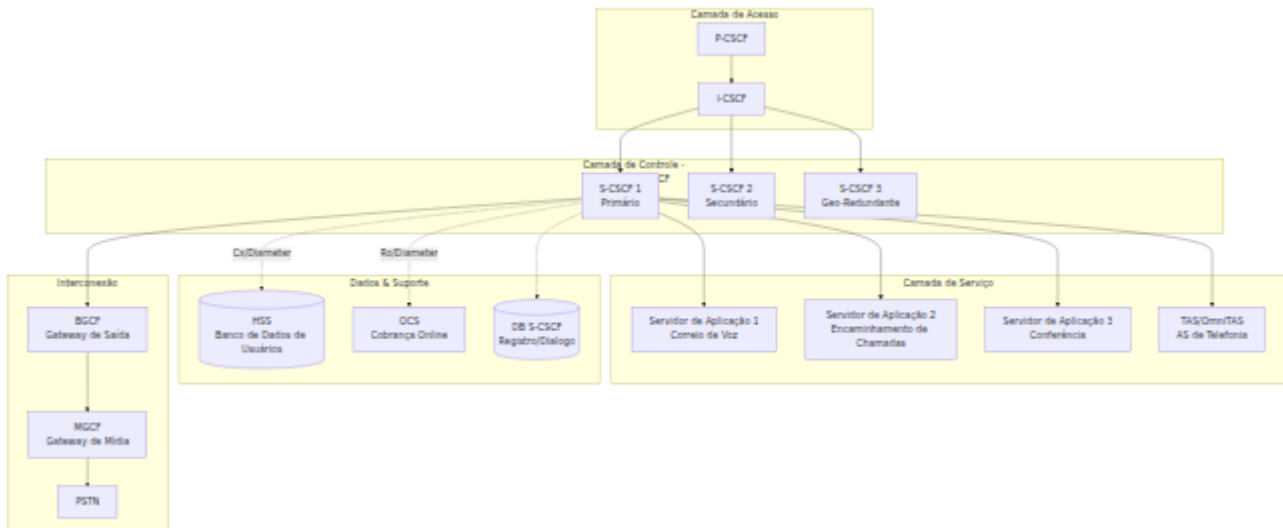 Camada de Acesso
P-CSCF
I-CSCF
Camada de Controle -
CF
S-CSCF 1
Primário
S-CSCF 2
Secundário
S-CSCF 3
Geo-Redundante
Cx/Diameter
Ro/Diameter
Interconexão
BGCF
Gateway de Saída
MGCF
Gateway de Mídia
PSTN
Dados & Suporte
HSS
Banco de Dados de
Usuários
OCS
Cobrança Online
DB S-CSCF
Registro/Dialogo
Camada de Serviço
Servidor de Aplicação 1
Correio de Voz
Servidor de Aplicação 2
Encaminhamento de
Chamadas
Servidor de Aplicação 3
Conferência
TAS/OmniTAS
AS de Telefonia